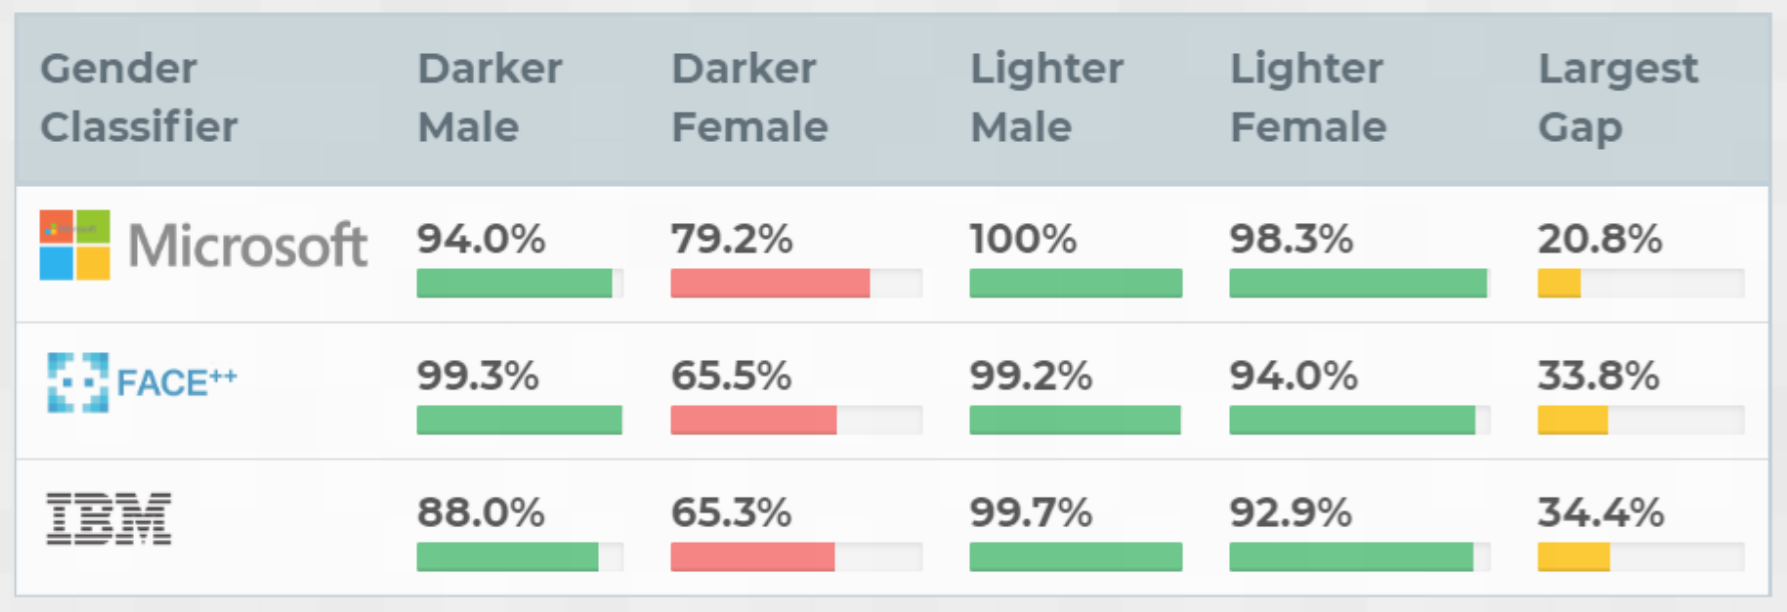 Gender Classifier Darker Male Darker Female Lighter Male Lighter Female Largest Gap
Microsoft 94.0% 79.2% 100% 98.3% 20.8%
FACE++ 99.3% 65.5% 99.2% 94.0% 33.8%
IBM 88.0% 65.3% 99.7% 92.9% 34.4%